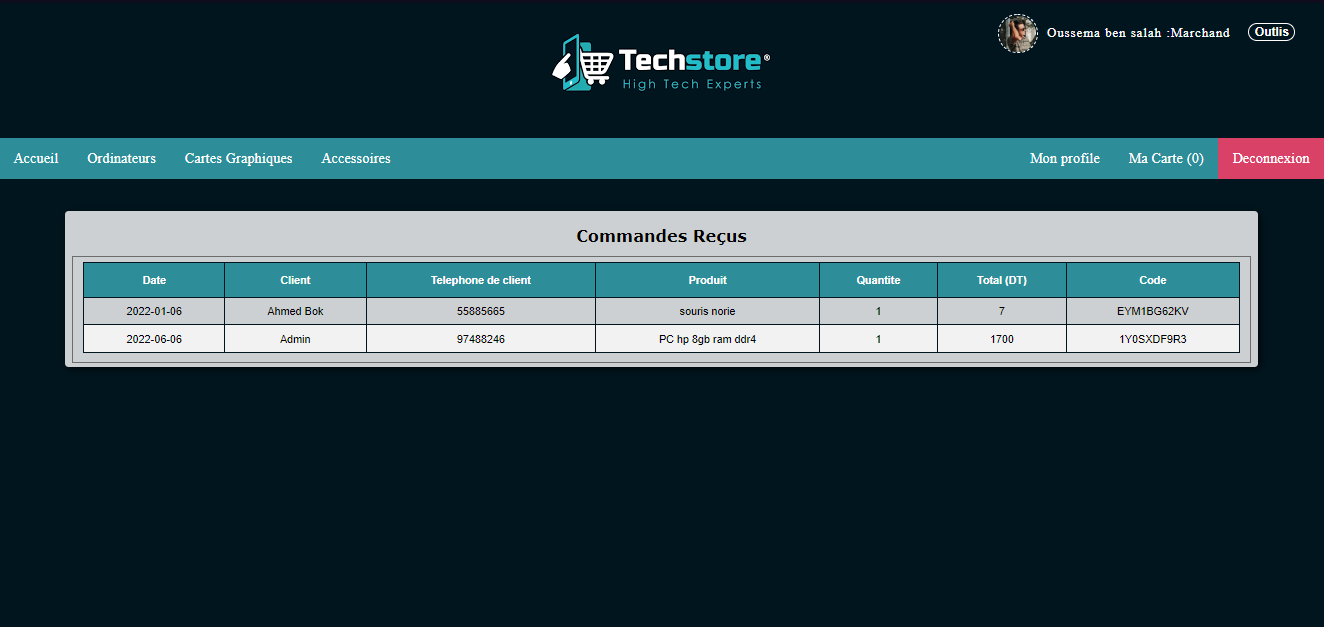 Oussema ben salah :Marchand Outlis
Techstore®
High Tech Experts
Accueil Ordinateurs Cartes Graphiques Accessoires Mon profile Ma Carte (0) Deconnexion
Commandes Reçus
Date Client Telephone de client Produit Quantite Total (DT) Code
2022-01-06 Ahmed Bok 55885665 souris norie 1 7 EYM1BG62KV
2022-06-06 Admin 97488246 PC hp 8gb ram ddr4 1 1700 1Y0SXDF9R3